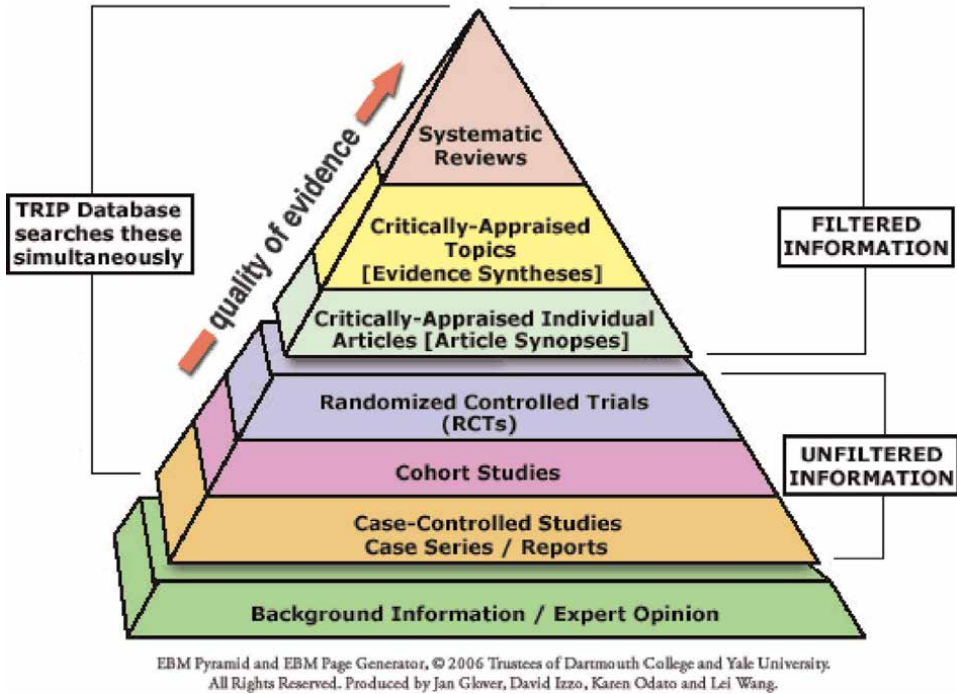 Systematic
Reviews
TRIP Database
searches these
simultaneously
quality of evidence
Critically-Appraised
Topics
[Evidence Syntheses]
FILTERED
INFORMATION
Critically-Appraised Individual
Articles [Article Synopses]
Randomized Controlled Trials
(RCTs)
UNFILTERED
INFORMATION
Cohort Studies
Case-Controlled Studies
Case Series / Reports
Background Information / Expert Opinion
EBM Pyramid and EBM Page Generator, © 2006 Trustees of Dartmouth College and Yale University.
All Rights Reserved. Produced by Jan Glover, David Izzo, Karen Odato and Lei Wang.